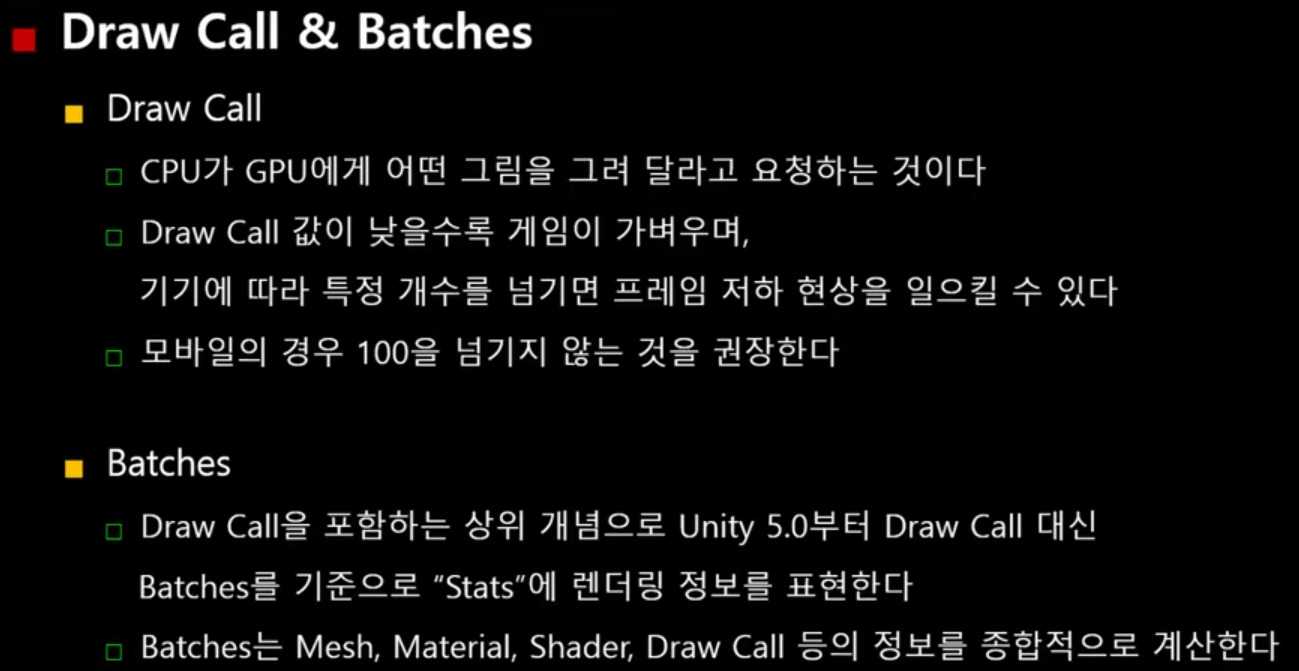 Draw Call & Batches
Draw Call
CPU가 GPU에게 어떤 그림을 그려 달라고 요청하는 것이다
Draw Call 값이 낮을수록 게임이 가벼우며,
기기에 따라 특정 개수를 넘기면 프레임 저하 현상을 일으킬 수 있다
모바일의 경우 100을 넘기지 않는 것을 권장한다
Batches
Draw Call을 포함하는 상위 개념으로 Unity 5.0부터 Draw Call 대신
Batches를 기준으로 “Stats”에 렌더링 정보를 표현한다
Batches는 Mesh, Material, Shader, Draw Call 등의 정보를 종합적으로 계산한다